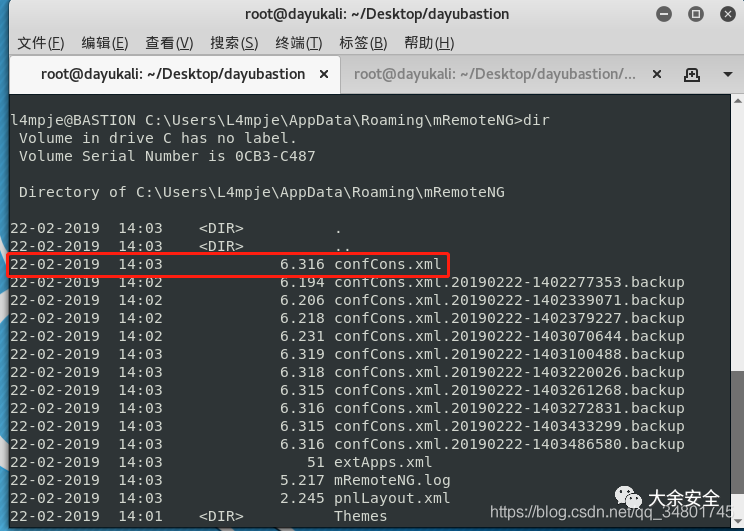 root@dayukali: ~/Desktop/dayubastion
文件(F) 编辑(E) 查看(V) 搜索(S) 终端(T) 标签(B) 帮助(H)
root@dayukali: ~/Desktop/dayubastion × root@dayukali: ~/Desktop/dayubastion/... ×
l4mpje@BASTION C:\Users\L4mpje\AppData\Roaming\mRemoteNG>dir
 Volume in drive C has no label.
 Volume Serial Number is 0CB3-C487
 Directory of C:\Users\L4mpje\AppData\Roaming\mRemoteNG
22-02-2019  14:03    <DIR>          .
22-02-2019  14:03    <DIR>          ..
22-02-2019  14:03             6.316 confCons.xml
22-02-2019  14:02             6.194 confCons.xml.20190222-1402277353.backup
22-02-2019  14:02             6.206 confCons.xml.20190222-1402339071.backup
22-02-2019  14:02             6.218 confCons.xml.20190222-1402379227.backup
22-02-2019  14:02             6.231 confCons.xml.20190222-1403070644.backup
22-02-2019  14:03             6.319 confCons.xml.20190222-1403100488.backup
22-02-2019  14:03             6.318 confCons.xml.20190222-1403220026.backup
22-02-2019  14:03             6.315 confCons.xml.20190222-1403261268.backup
22-02-2019  14:03             6.316 confCons.xml.20190222-1403272831.backup
22-02-2019  14:03             6.315 confCons.xml.20190222-1403433299.backup
22-02-2019  14:03             6.316 confCons.xml.20190222-1403486580.backup
22-02-2019  14:03                51 extApps.xml
22-02-2019  14:03             5.217 mRemoteNG.log
22-02-2019  14:03             2.245 pnlLayout.xml
22-02-2019  14:01    <DIR>          Themes
大余安全
https://blog.csdn.net/qq_34801745